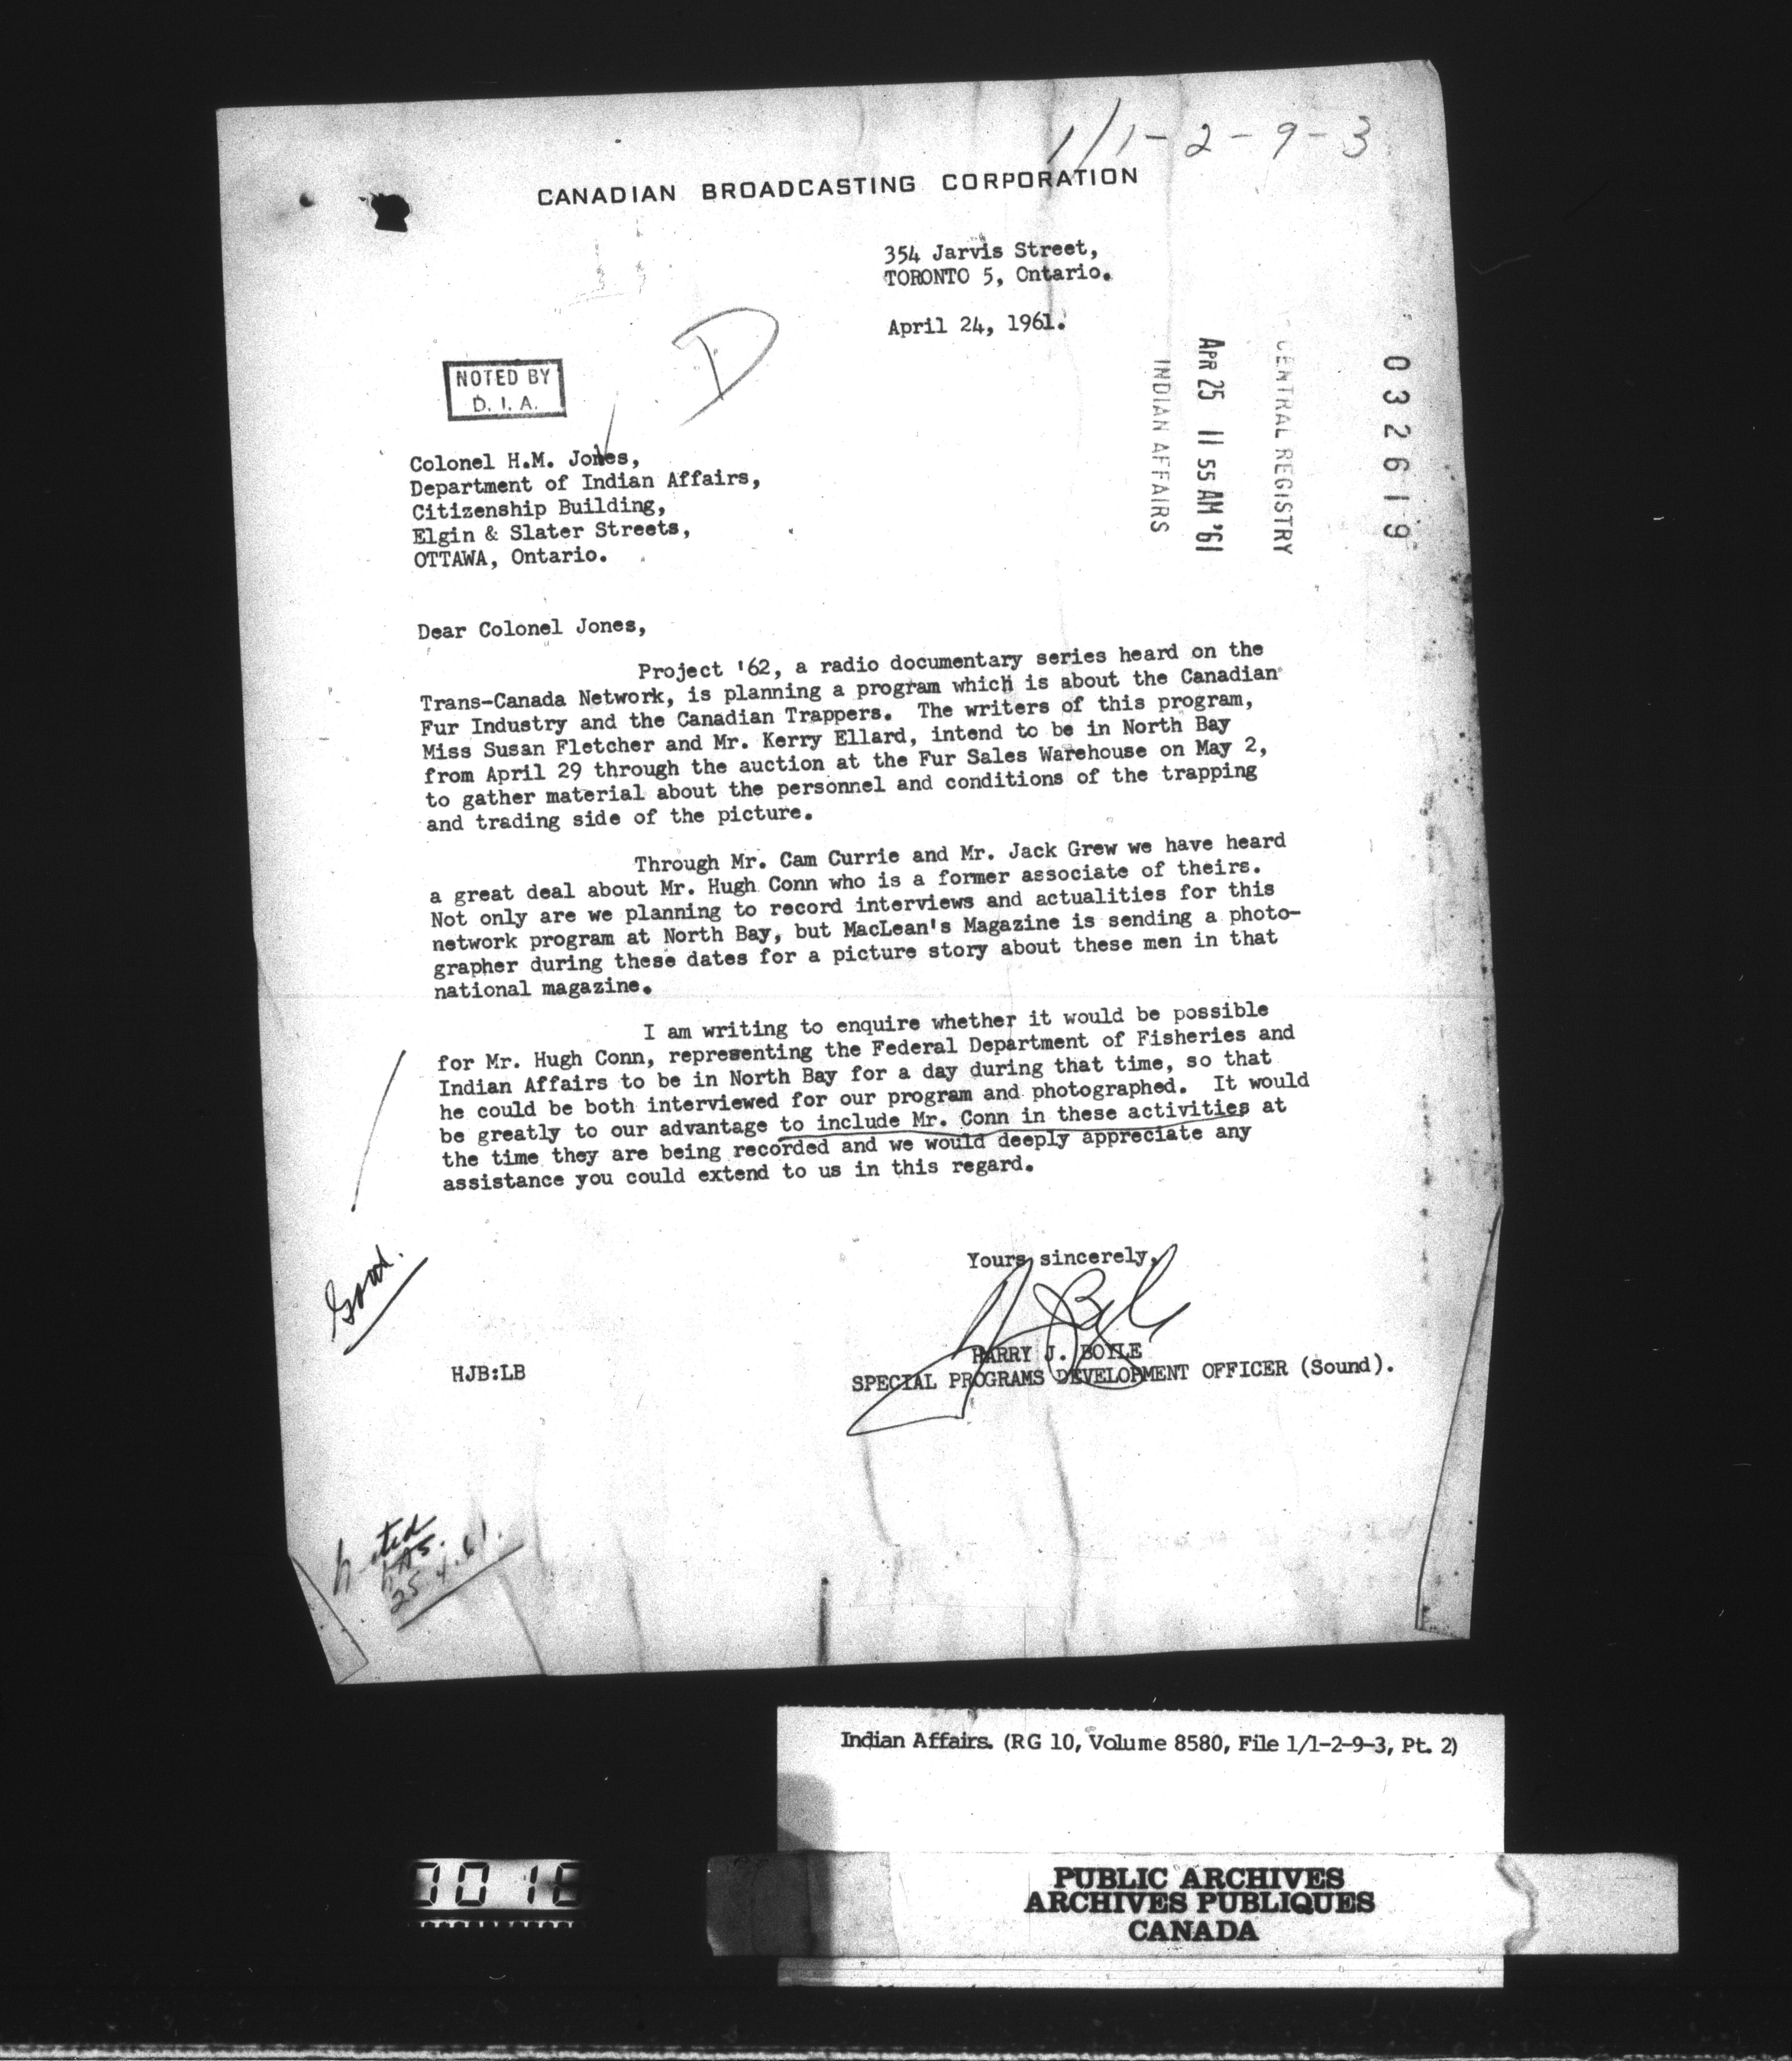 1/1-2-9-3
CANADIAN BROADCASTING CORPORATION
354 Jarvis Street,
TORONTO 5, Ontario.
April 24, 1961.
D
NOTED BY
D. I. A.
INDIAN AFFAIRS
APR 25 11 55 AM '61
CENTRAL REGISTRY
032619
Colonel H.M. Jones,
Department of Indian Affairs,
Citizenship Building,
Elgin & Slater Streets,
OTTAWA, Ontario.
Dear Colonel Jones,
Project '62, a radio documentary series heard on the
Trans-Canada Network, is planning a program which is about the Canadian
Fur Industry and the Canadian Trappers. The writers of this program,
Miss Susan Fletcher and Mr. Kerry Ellard, intend to be in North Bay
from April 29 through the auction at the Fur Sales Warehouse on May 2,
to gather material about the personnel and conditions of the trapping
and trading side of the picture.
Through Mr. Cam Currie and Mr. Jack Grew we have heard
a great deal about Mr. Hugh Conn who is a former associate of theirs.
Not only are we planning to record interviews and actualities for this
network program at North Bay, but MacLean's Magazine is sending a photo-
grapher during these dates for a picture story about these men in that
national magazine.
I am writing to enquire whether it would be possible
for Mr. Hugh Conn, representing the Federal Department of Fisheries and
Indian Affairs to be in North Bay for a day during that time, so that
he could be both interviewed for our program and photographed. It would
be greatly to our advantage to include Mr. Conn in these activities at
the time they are being recorded and we would deeply appreciate any
assistance you could extend to us in this regard.
Good.
Yours sincerely,
HARRY J. BOYLE
SPECIAL PROGRAMS DEVELOPMENT OFFICER (Sound).
HJB:LB
noted
25.4.61.
Indian Affairs. (RG 10, Volume 8580, File 1/1-2-9-3, Pt. 2)
0016
PUBLIC ARCHIVES
ARCHIVES PUBLIQUES
CANADA